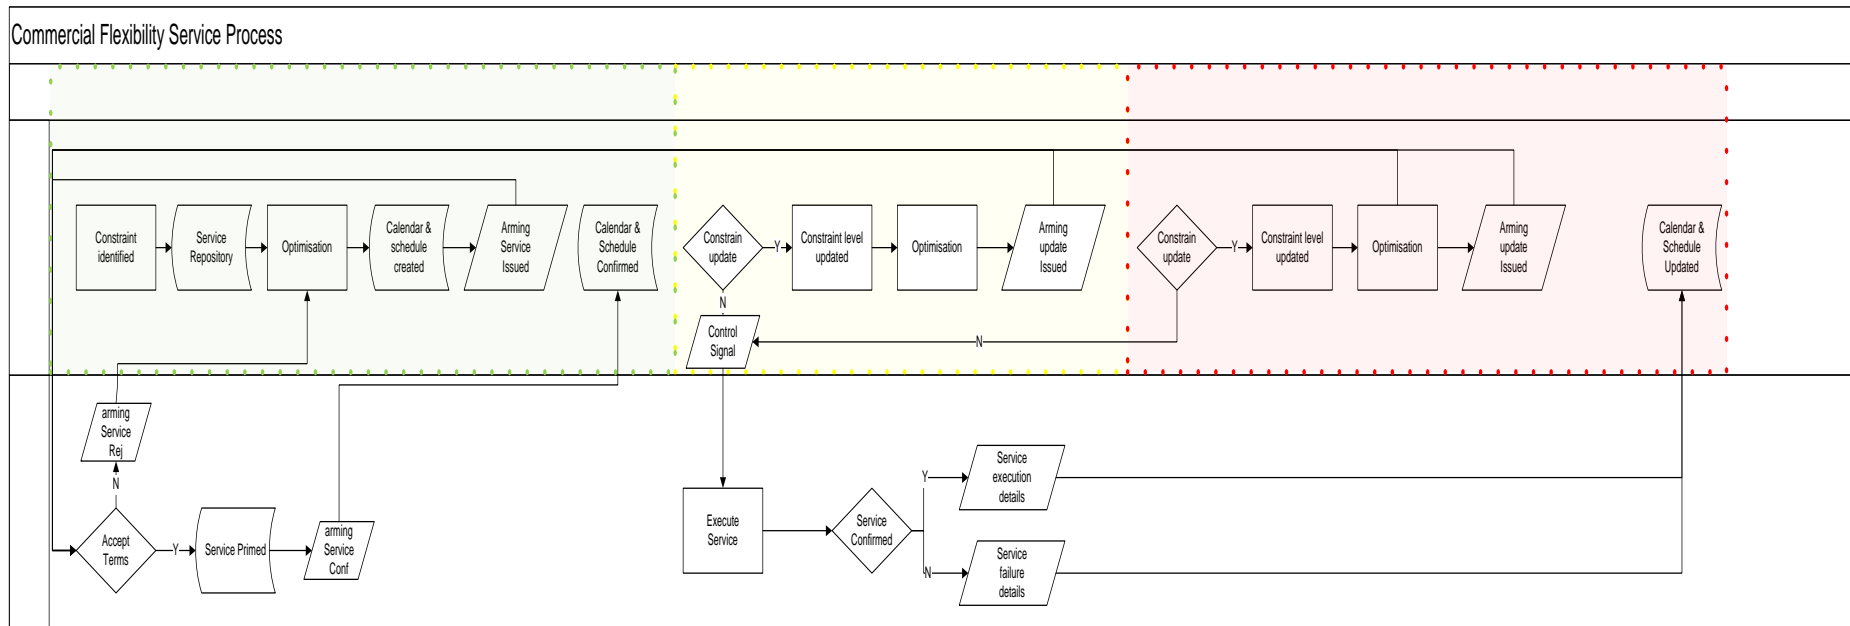 Commercial Flexibility Service Process
Constraint
identified
Service
Repository
Optimisation
Calendar &
schedule
created
Arming
Service
Issued
Calendar &
Schedule
Confirmed
Constrain
update
Y
Constraint level
updated
Optimisation
Arming
update
Issued
Constrain
update
Y
Constraint level
updated
Optimisation
Arming
update
Issued
Calendar &
Schedule
Updated
N
Control
Signal
N
arming
Service
Rej
N
Accept
Terms
Y
Service Primed
arming
Service
Conf
Execute
Service
Service
Confirmed
Y
Service
execution
details
N
Service
failure
details